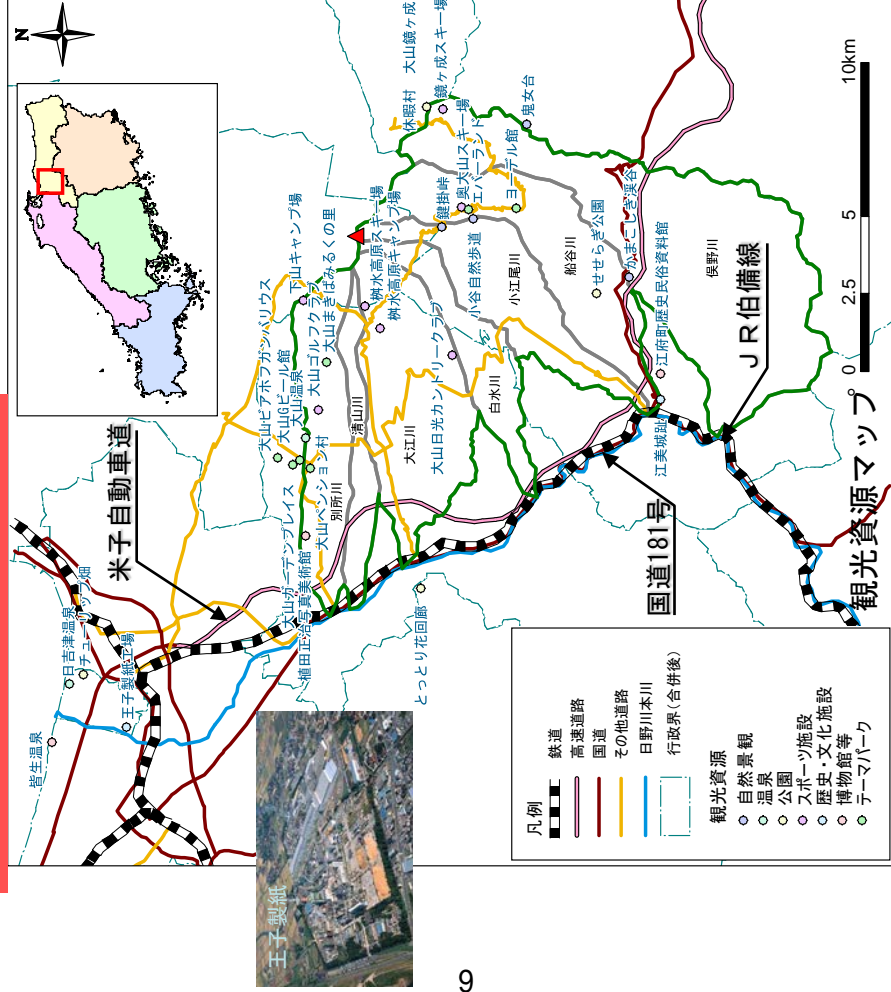 N
米子自動車道
皆生温泉
日吉津温泉
チューリップ畑
王子製紙工場
王子製紙
大山ビアホフガンバリウス
大山Gビール館
大山温泉
大山ゴルフクラブ
大山まきばみるくの里
下山キャンプ場
桝水高原スキー場
桝水高原キャンプ場
大山ガーデンプレイス
大山ペンション村
植田正治写真美術館
とっとり花回廊
別所川
清山川
大江川
白水川
大山日光カントリークラブ
小谷自然歩道
小江尾川
船谷川
俣野川
鍵掛峠
奥大山スキー場
エバーランド
ヨーデル館
休暇村 大山鏡ヶ成
鏡ヶ成スキー場
鬼女台
せせらぎ公園
かまこしき渓谷
江府町歴史民俗資料館
江美城趾
国道181号
JR伯備線
観光資源マップ
0 2.5 5 10km
凡例
鉄道
高速道路
国道
その他道路
日野川本川
行政界(合併後)
観光資源
自然景観
温泉
公園
スポーツ施設
歴史・文化施設
博物館等
テーマパーク
9